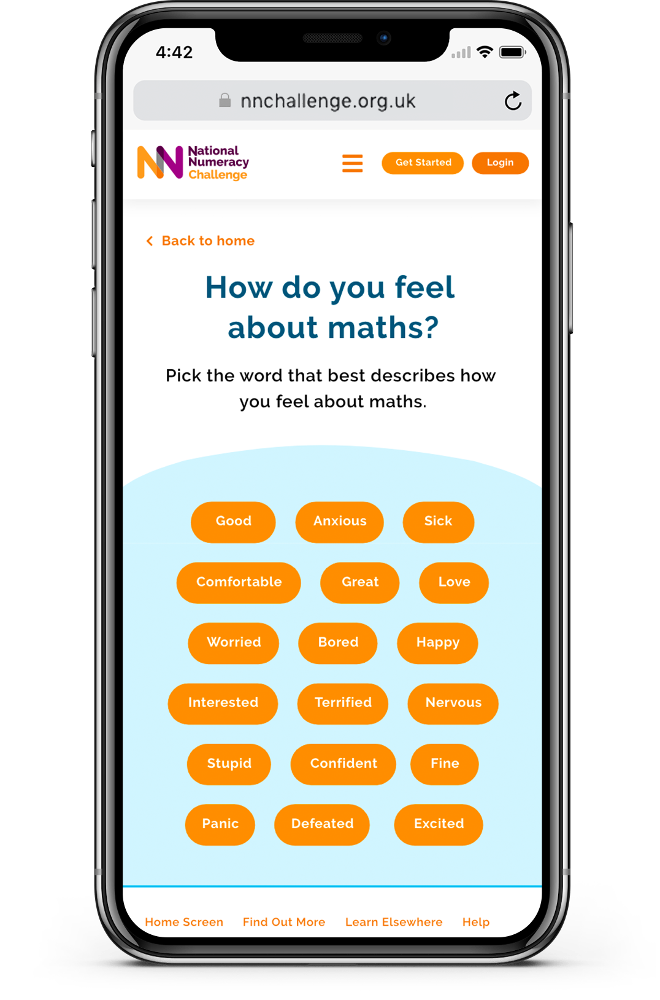 4:42
nnchallenge.org.uk
National
Numeracy
Challenge
Get Started
Login
Back to home
How do you feel
about maths?
Pick the word that best describes how
you feel about maths.
Good Anxious Sick
Comfortable Great Love
Worried Bored Happy
Interested Terrified Nervous
Stupid Confident Fine
Panic Defeated Excited
Home Screen Find Out More Learn Elsewhere Help